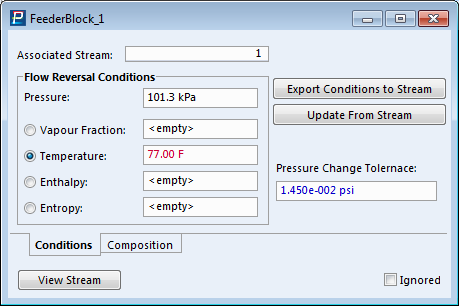 FeederBlock_1
Associated Stream: 1
Flow Reversal Conditions
Pressure: 101.3 kPa
Vapour Fraction: <empty>
Temperature: 77.00 F
Enthalpy: <empty>
Entropy: <empty>
Export Conditions to Stream
Update From Stream
Pressure Change Tolernace:
1.450e-002 psi
Conditions Composition
View Stream Ignored